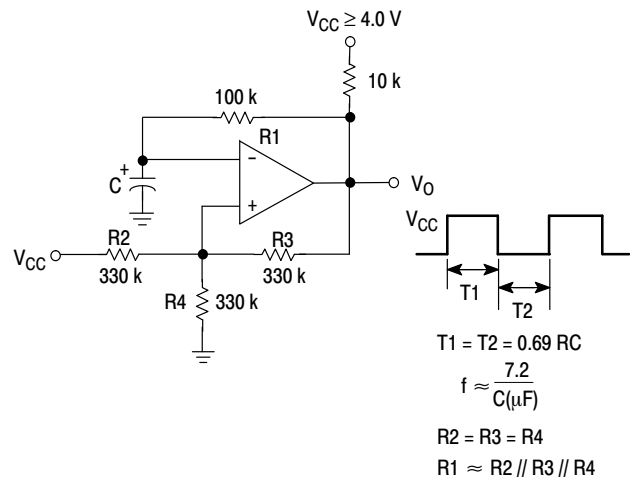 V_CC ≥ 4.0 V
10 k
100 k
R1
−
+
C
+
V_O
V_CC
R2
330 k
R3
330 k
R4
330 k
V_CC
T1
T2
T1 = T2 = 0.69 RC
f ≈ 7.2 / C(µF)
R2 = R3 = R4
R1 ≈ R2 // R3 // R4